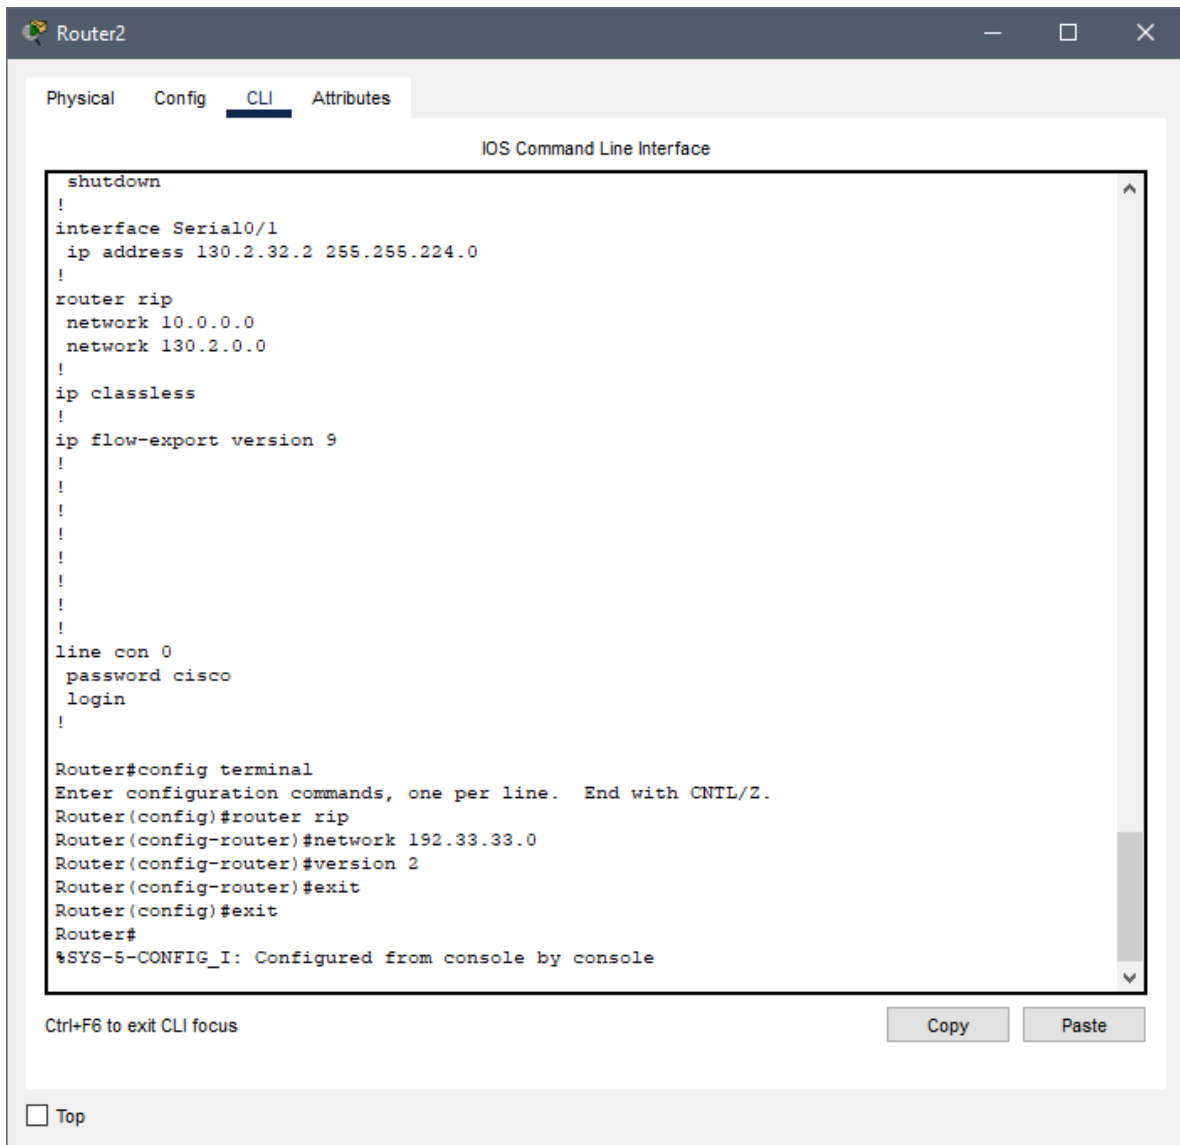 Router2
Physical Config CLI Attributes
IOS Command Line Interface
shutdown
!
interface Serial0/1
ip address 130.2.32.2 255.255.224.0
!
router rip
network 10.0.0.0
network 130.2.0.0
!
ip classless
!
ip flow-export version 9
!
!
!
!
!
!
!
!
line con 0
password cisco
login
!
Router#config terminal
Enter configuration commands, one per line.  End with CNTL/Z.
Router(config)#router rip
Router(config-router)#network 192.33.33.0
Router(config-router)#version 2
Router(config-router)#exit
Router(config)#exit
Router#
%SYS-5-CONFIG_I: Configured from console by console
Ctrl+F6 to exit CLI focus
Copy Paste
Top